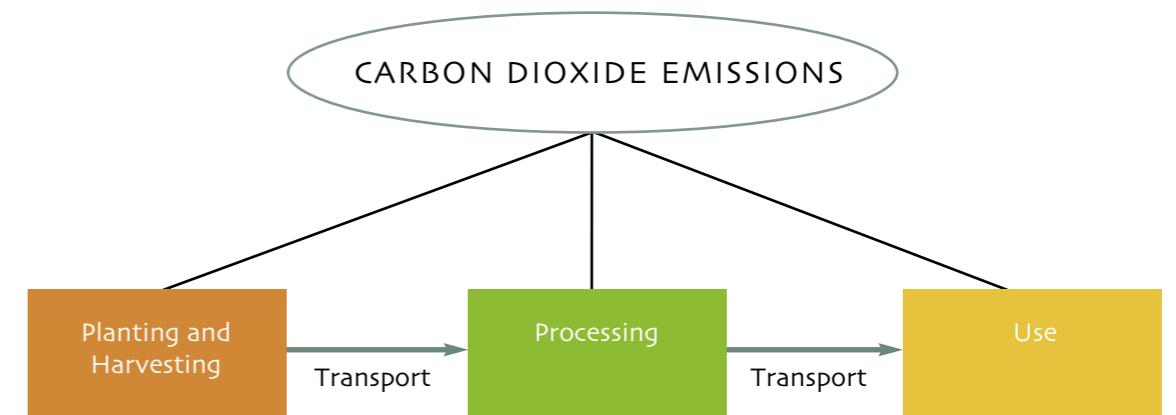 CARBON DIOXIDE EMISSIONS
Planting and
Harvesting
Transport
Processing
Transport
Use